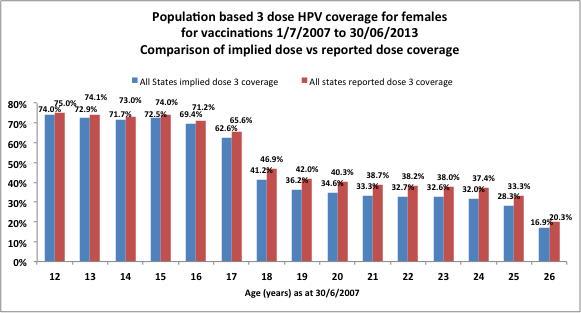 Population based 3 dose HPV coverage for females
for vaccinations 1/7/2007 to 30/06/2013
Comparison of implied dose vs reported dose coverage
All States implied dose 3 coverage All states reported dose 3 coverage
80%
70%
60%
50%
40%
30%
20%
10%
0%
74.0% 75.0% 72.9% 74.1% 71.7% 73.0% 72.5% 74.0% 69.4% 71.2% 62.6% 65.6% 41.2% 46.9% 36.2% 42.0% 34.6% 40.3% 33.3% 38.7% 32.7% 38.2% 32.6% 38.0% 32.0% 37.4% 28.3% 33.3% 16.9% 20.3%
12 13 14 15 16 17 18 19 20 21 22 23 24 25 26
Age (years) as at 30/6/2007